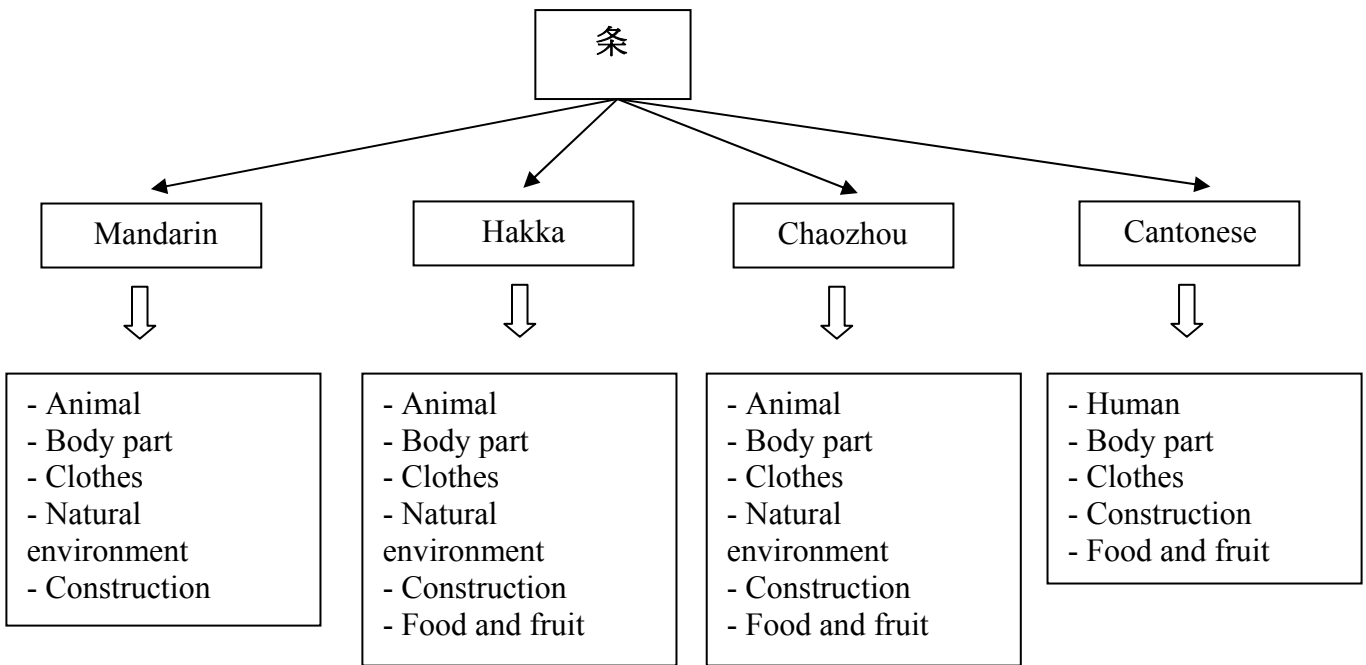 条
Mandarin
Hakka
Chaozhou
Cantonese
- Animal
- Body part
- Clothes
- Natural
environment
- Construction
- Animal
- Body part
- Clothes
- Natural
environment
- Construction
- Food and fruit
- Animal
- Body part
- Clothes
- Natural
environment
- Construction
- Food and fruit
- Human
- Body part
- Clothes
- Construction
- Food and fruit